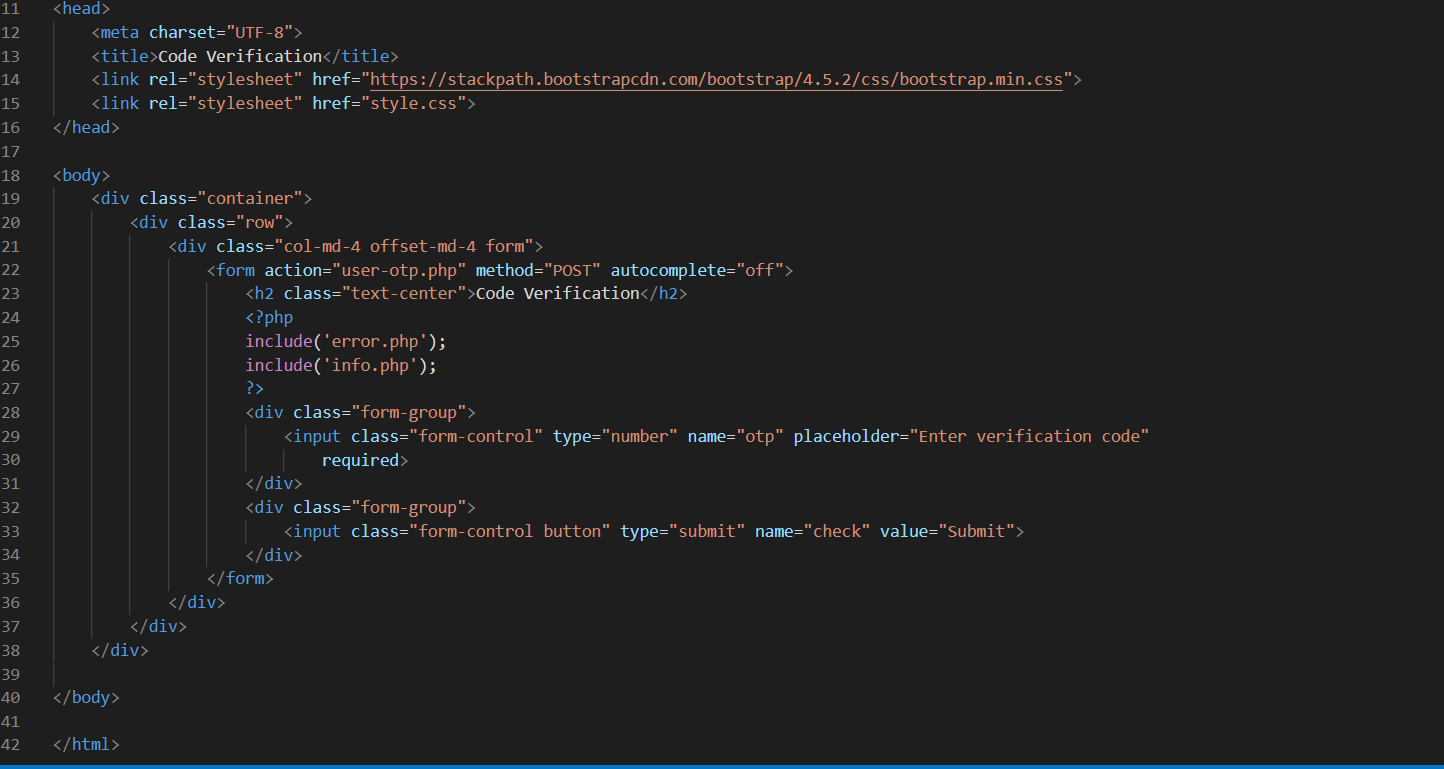 11 <head>
12 <meta charset="UTF-8">
13 <title>Code Verification</title>
14 <link rel="stylesheet" href="https://stackpath.bootstrapcdn.com/bootstrap/4.5.2/css/bootstrap.min.css">
15 <link rel="stylesheet" href="style.css">
16 </head>
17
18 <body>
19 <div class="container">
20 <div class="row">
21 <div class="col-md-4 offset-md-4 form">
22 <form action="user-otp.php" method="POST" autocomplete="off">
23 <h2 class="text-center">Code Verification</h2>
24 <?php
25 include('error.php');
26 include('info.php');
27 ?>
28 <div class="form-group">
29 <input class="form-control" type="number" name="otp" placeholder="Enter verification code"
30 required>
31 </div>
32 <div class="form-group">
33 <input class="form-control button" type="submit" name="check" value="Submit">
34 </div>
35 </form>
36 </div>
37 </div>
38 </div>
39
40 </body>
41
42 </html>